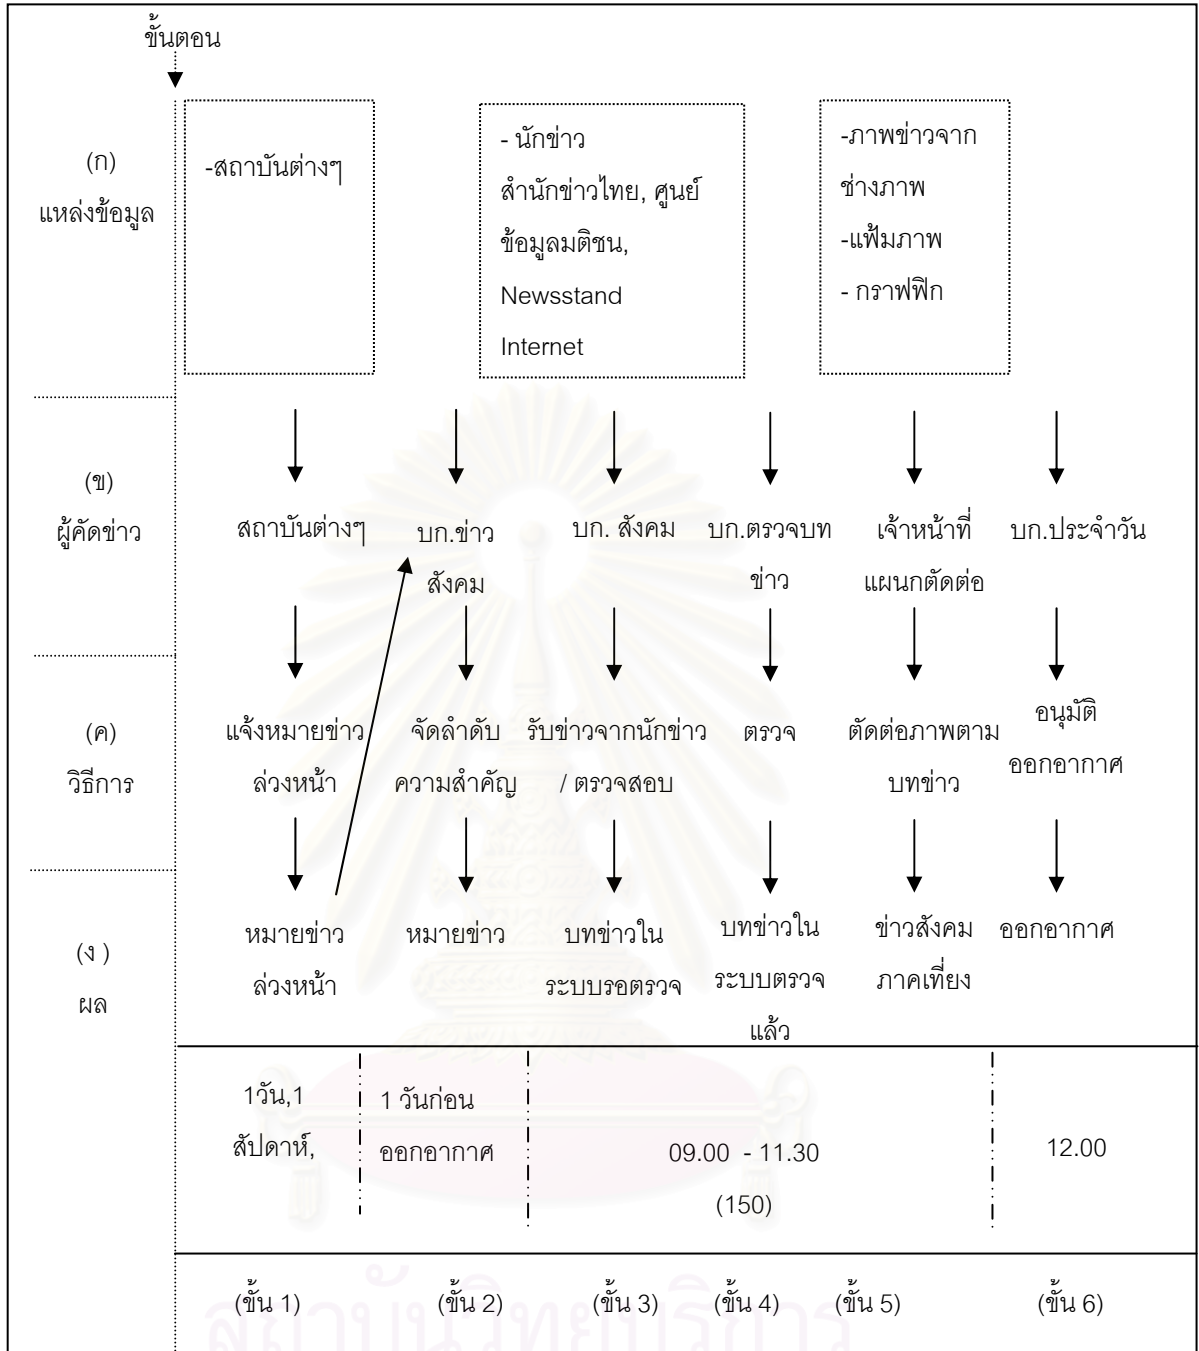 ขั้นตอน
(ก)
แหล่งข้อมูล
-สถาบันต่างๆ
- นักข่าว
สำนักข่าวไทย, ศูนย์
ข้อมูลมติชน,
Newsstand
Internet
-ภาพข่าวจาก
ช่างภาพ
-แฟ้มภาพ
- กราฟฟิก
(ข)
ผู้คัดข่าว
สถาบันต่างๆ
บก.ข่าว
สังคม
บก. สังคม
บก.ตรวจบท
ข่าว
เจ้าหน้าที่
แผนกตัดต่อ
บก.ประจำวัน
(ค)
วิธีการ
แจ้งหมายข่าว
ล่วงหน้า
จัดลำดับ
ความสำคัญ
รับข่าวจากนักข่าว
/ ตรวจสอบ
ตรวจ
ตัดต่อภาพตาม
บทข่าว
อนุมัติ
ออกอากาศ
(ง )
ผล
หมายข่าว
ล่วงหน้า
หมายข่าว
บทข่าวใน
ระบบรอตรวจ
บทข่าวใน
ระบบตรวจ
แล้ว
ข่าวสังคม
ภาคเที่ยง
ออกอากาศ
1วัน,1
สัปดาห์,
1 วันก่อน
ออกอากาศ
09.00 - 11.30
(150)
12.00
(ขั้น 1)
(ขั้น 2)
(ขั้น 3)
(ขั้น 4)
(ขั้น 5)
(ขั้น 6)
สถาบันวิทยบริการ